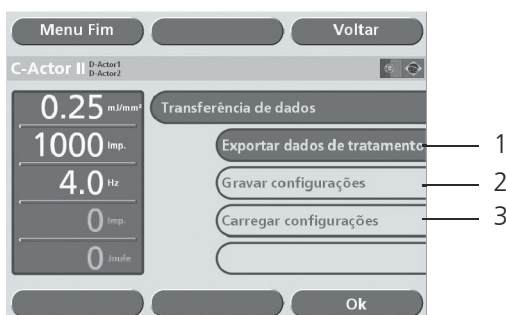 Menu Fim
Voltar
C-Actor II D-Actor1
D-Actor2
0.25 mJ/mm²
Transferência de dados
1000 Imp.
Exportar dados de tratamento
1
4.0 Hz
Gravar configurações
2
0 Imp.
Carregar configurações
3
0 Joule
Ok